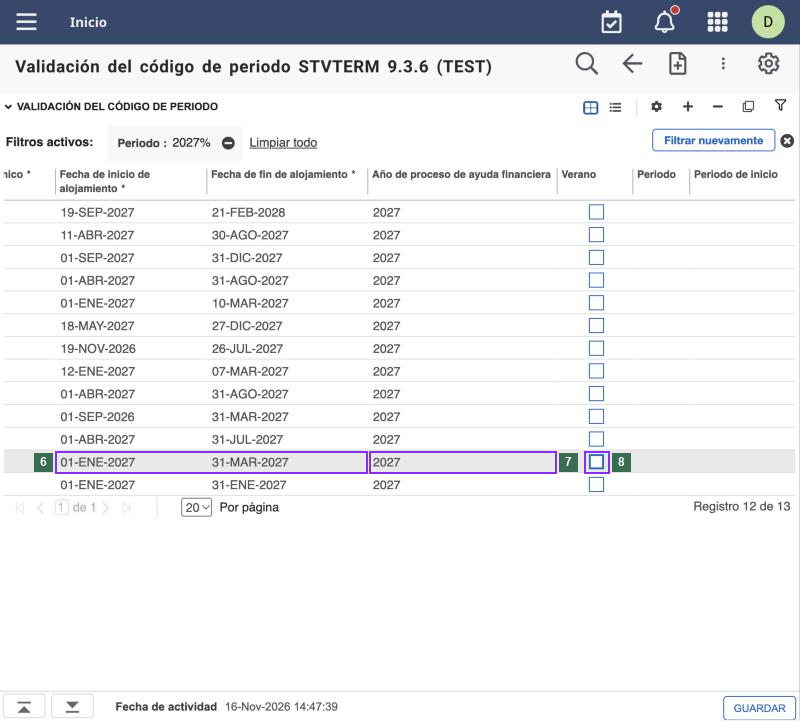 Inicio
D
Validación del código de periodo STVTERM 9.3.6 (TEST)
VALIDACIÓN DEL CÓDIGO DE PERIODO
Filtros activos: Periodo : 2027% Limpiar todo Filtrar nuevamente
nico * Fecha de inicio de alojamiento * Fecha de fin de alojamiento * Año de proceso de ayuda financiera Verano Periodo Periodo de inicio
19-SEP-2027 21-FEB-2028 2027
11-ABR-2027 30-AGO-2027 2027
01-SEP-2027 31-DIC-2027 2027
01-ABR-2027 31-AGO-2027 2027
01-ENE-2027 10-MAR-2027 2027
18-MAY-2027 27-DIC-2027 2027
19-NOV-2026 26-JUL-2027 2027
12-ENE-2027 07-MAR-2027 2027
01-ABR-2027 31-AGO-2027 2027
01-SEP-2026 31-MAR-2027 2027
01-ABR-2027 31-JUL-2027 2027
6 01-ENE-2027 31-MAR-2027 2027 7 8
01-ENE-2027 31-ENE-2027 2027
1 de 1 20 Por página Registro 12 de 13
Fecha de actividad 16-Nov-2026 14:47:39 GUARDAR